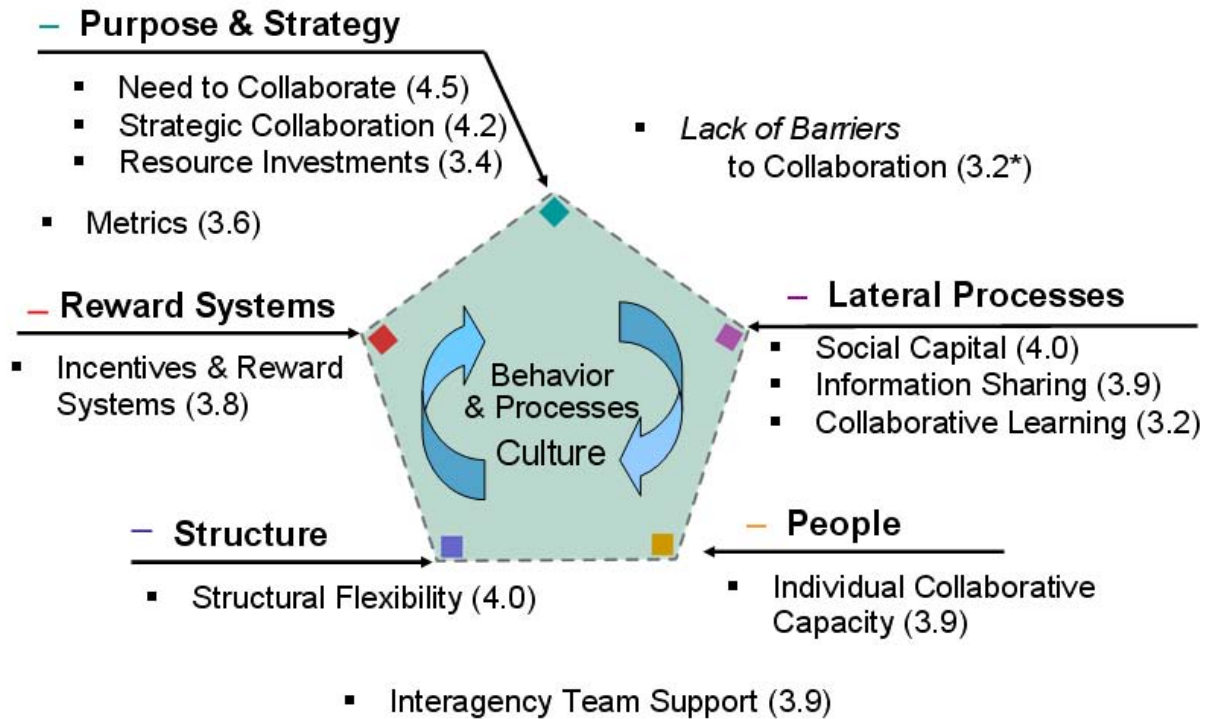 – Purpose & Strategy
▪ Need to Collaborate (4.5)
▪ Strategic Collaboration (4.2)
▪ Resource Investments (3.4)
▪ Lack of Barriers
to Collaboration (3.2*)
▪ Metrics (3.6)
– Reward Systems
▪ Incentives & Reward
Systems (3.8)
– Lateral Processes
▪ Social Capital (4.0)
▪ Information Sharing (3.9)
▪ Collaborative Learning (3.2)
Behavior
& Processes
Culture
– Structure
▪ Structural Flexibility (4.0)
– People
▪ Individual Collaborative
Capacity (3.9)
▪ Interagency Team Support (3.9)